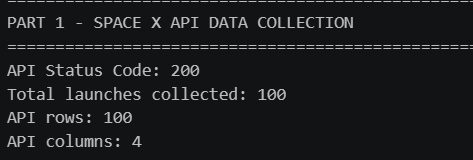 ==================================================
PART 1 - SPACE X API DATA COLLECTION
==================================================
API Status Code: 200
Total launches collected: 100
API rows: 100
API columns: 4